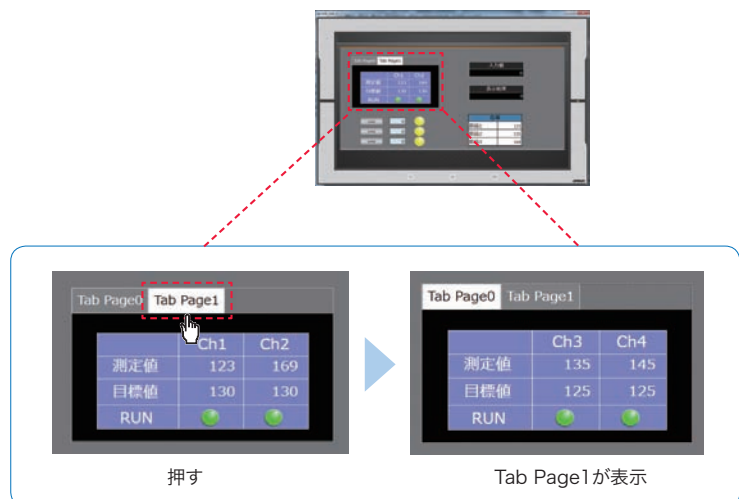 Tab Page0 Tab Page1
Ch1 Ch2
測定値 123 169
目標値 130 130
RUN
押す
Tab Page0 Tab Page1
Ch3 Ch4
測定値 135 145
目標値 125 125
RUN
Tab Page1が表示